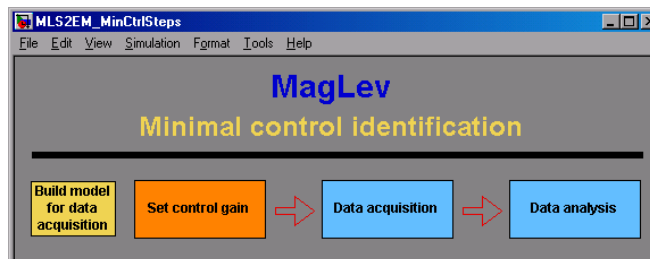 MLS2EM_MinCtrlSteps
File Edit View Simulation Format Tools Help
MagLev
Minimal control identification
Build model
for data
acquisition
Set control gain
Data acquisition
Data analysis